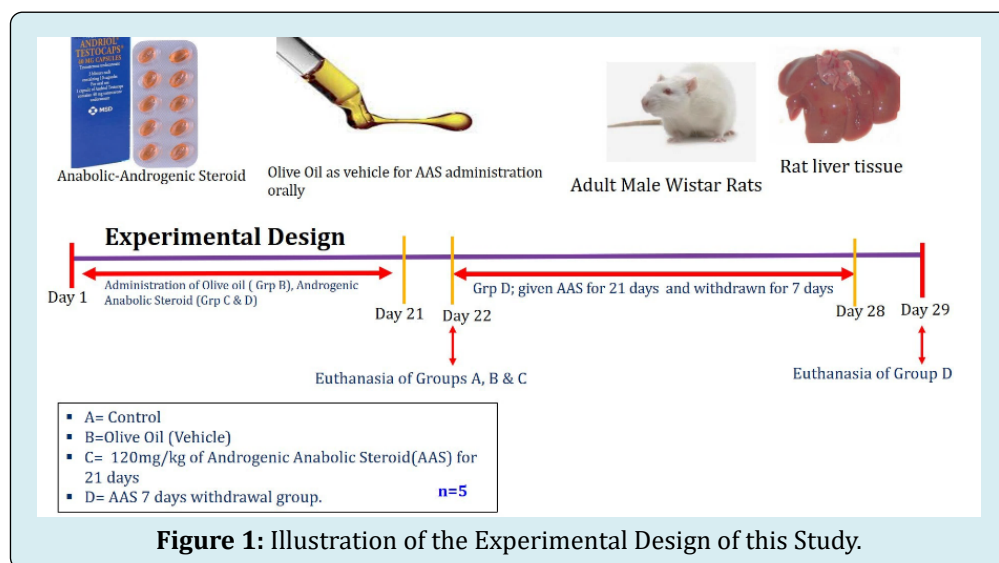 ANDRIOL®
TESTOCAPS®
MSD
Anabolic-Androgenic Steroid
Olive Oil as vehicle for AAS administration
orally
Adult Male Wistar Rats
Rat liver tissue
Experimental Design
Day 1
Administration of Olive oil ( Grp B), Androgenic
Anabolic Steroid (Grp C & D)
Day 21
Day 22
Grp D; given AAS for 21 days and withdrawn for 7 days
Day 28
Day 29
Euthanasia of Groups A, B & C
Euthanasia of Group D
▪ A= Control
▪ B=Olive Oil (Vehicle)
▪ C= 120mg/kg of Androgenic Anabolic Steroid(AAS) for
21 days
▪ D= AAS 7 days withdrawal group.
n=5
Figure 1: Illustration of the Experimental Design of this Study.